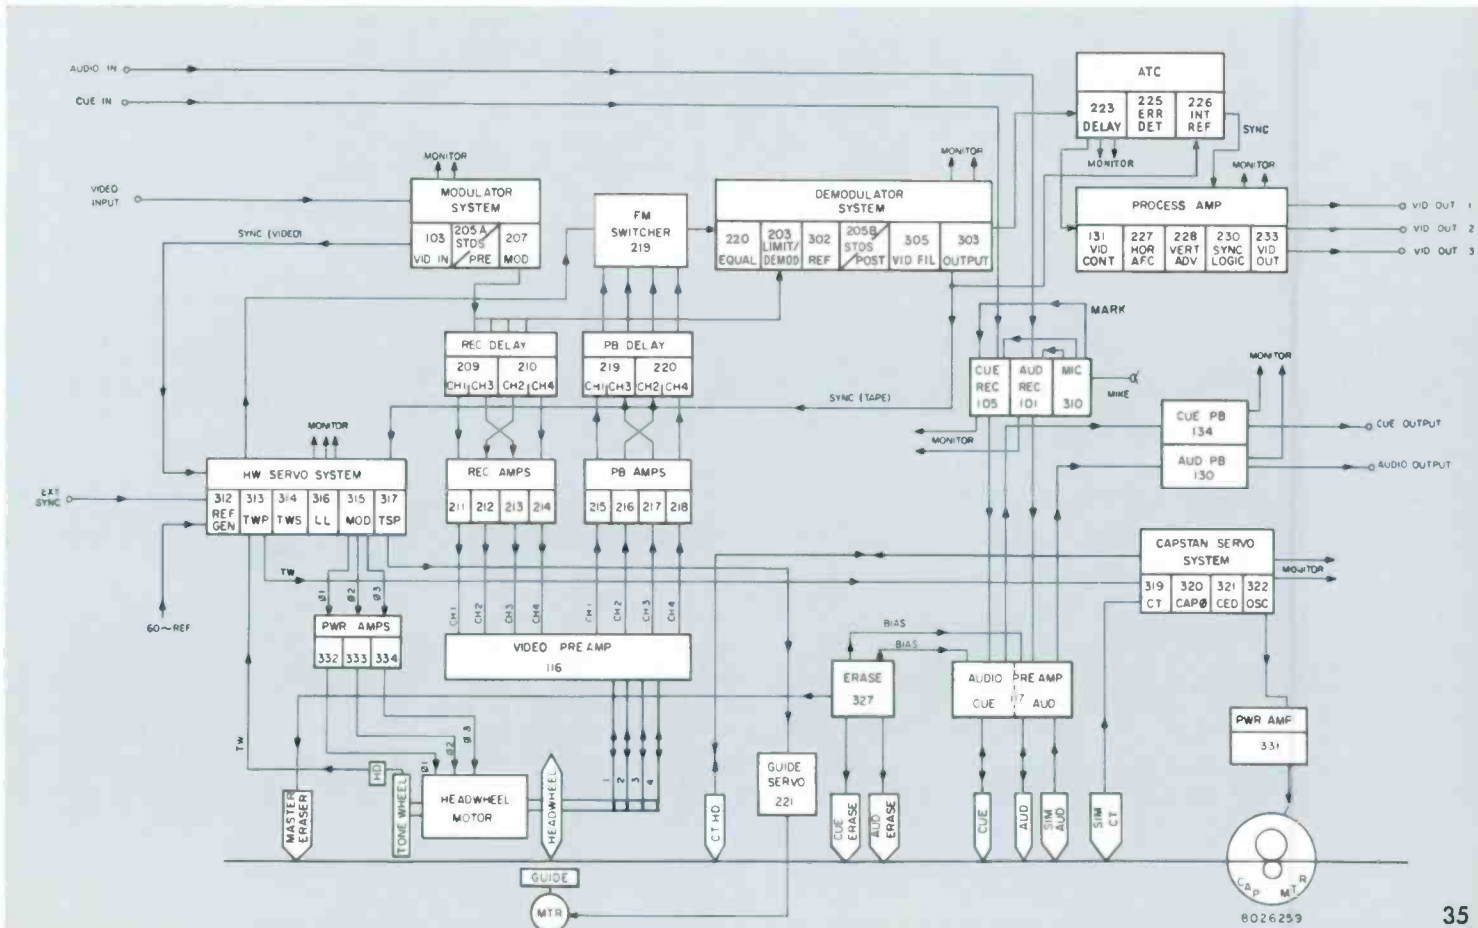 AUDIO IN
CUE IN
VIDEO INPUT
MONITOR
MODULATOR SYSTEM
103 VID IN
205A STDS/PRE
207 MOD
SYNC (VIDEO)
FM SWITCHER 219
MONITOR
DEMODULATOR SYSTEM
220 EQUAL
203 LIMIT/DEMOD
302 REF
205B STDS/POST
305 VID FIL
303 OUTPUT
ATC
223 DELAY
225 ERR DET
226 INT REF
SYNC
MONITOR
MONITOR
PROCESS AMP
131 VID CONT
227 HOR AFC
228 VERT ADV
230 SYNC LOGIC
233 VID OUT
VID OUT 1
VID OUT 2
VID OUT 3
REC DELAY
209
210
CH1
CH3
CH2
CH4
PB DELAY
219
220
CH1
CH3
CH2
CH4
SYNC (TAPE)
MARK
CUE REC 105
AUD REC 101
MIC 310
MIKE
MONITOR
MONITOR
CUE PB 134
AUD PB 130
CUE OUTPUT
AUDIO OUTPUT
MONITOR
HW SERVO SYSTEM
312 REF GEN
313 TWP
314 TWS
316 LL
315 MOD
317 TSP
EXT SYNC
60~REF
REC AMPS
211
212
213
214
PB AMPS
215
216
217
218
TW
Ø1
Ø2
Ø3
PWR AMPS
332
333
334
CH1
CH2
CH3
CH4
CH1
CH2
CH3
CH4
VIDEO PREAMP
116
CAPSTAN SERVO SYSTEM
319 CT
320 CAPØ
321 CED
322 OSC
MONITOR
BIAS
BIAS
ERASE
327
AUDIO PREAMP
CUE
AUD
PWR AMP
331
TW
HD
TONE WHEEL
MASTER ERASER
Ø1
Ø2
Ø3
HEADWHEEL MOTOR
HEADWHEEL
1
2
3
4
CT HD
GUIDE SERVO
221
CUE ERASE
AUD ERASE
CUE
AUD
SIM AUD
SIM CT
GUIDE
MTR
CAP MTR
8026259
35